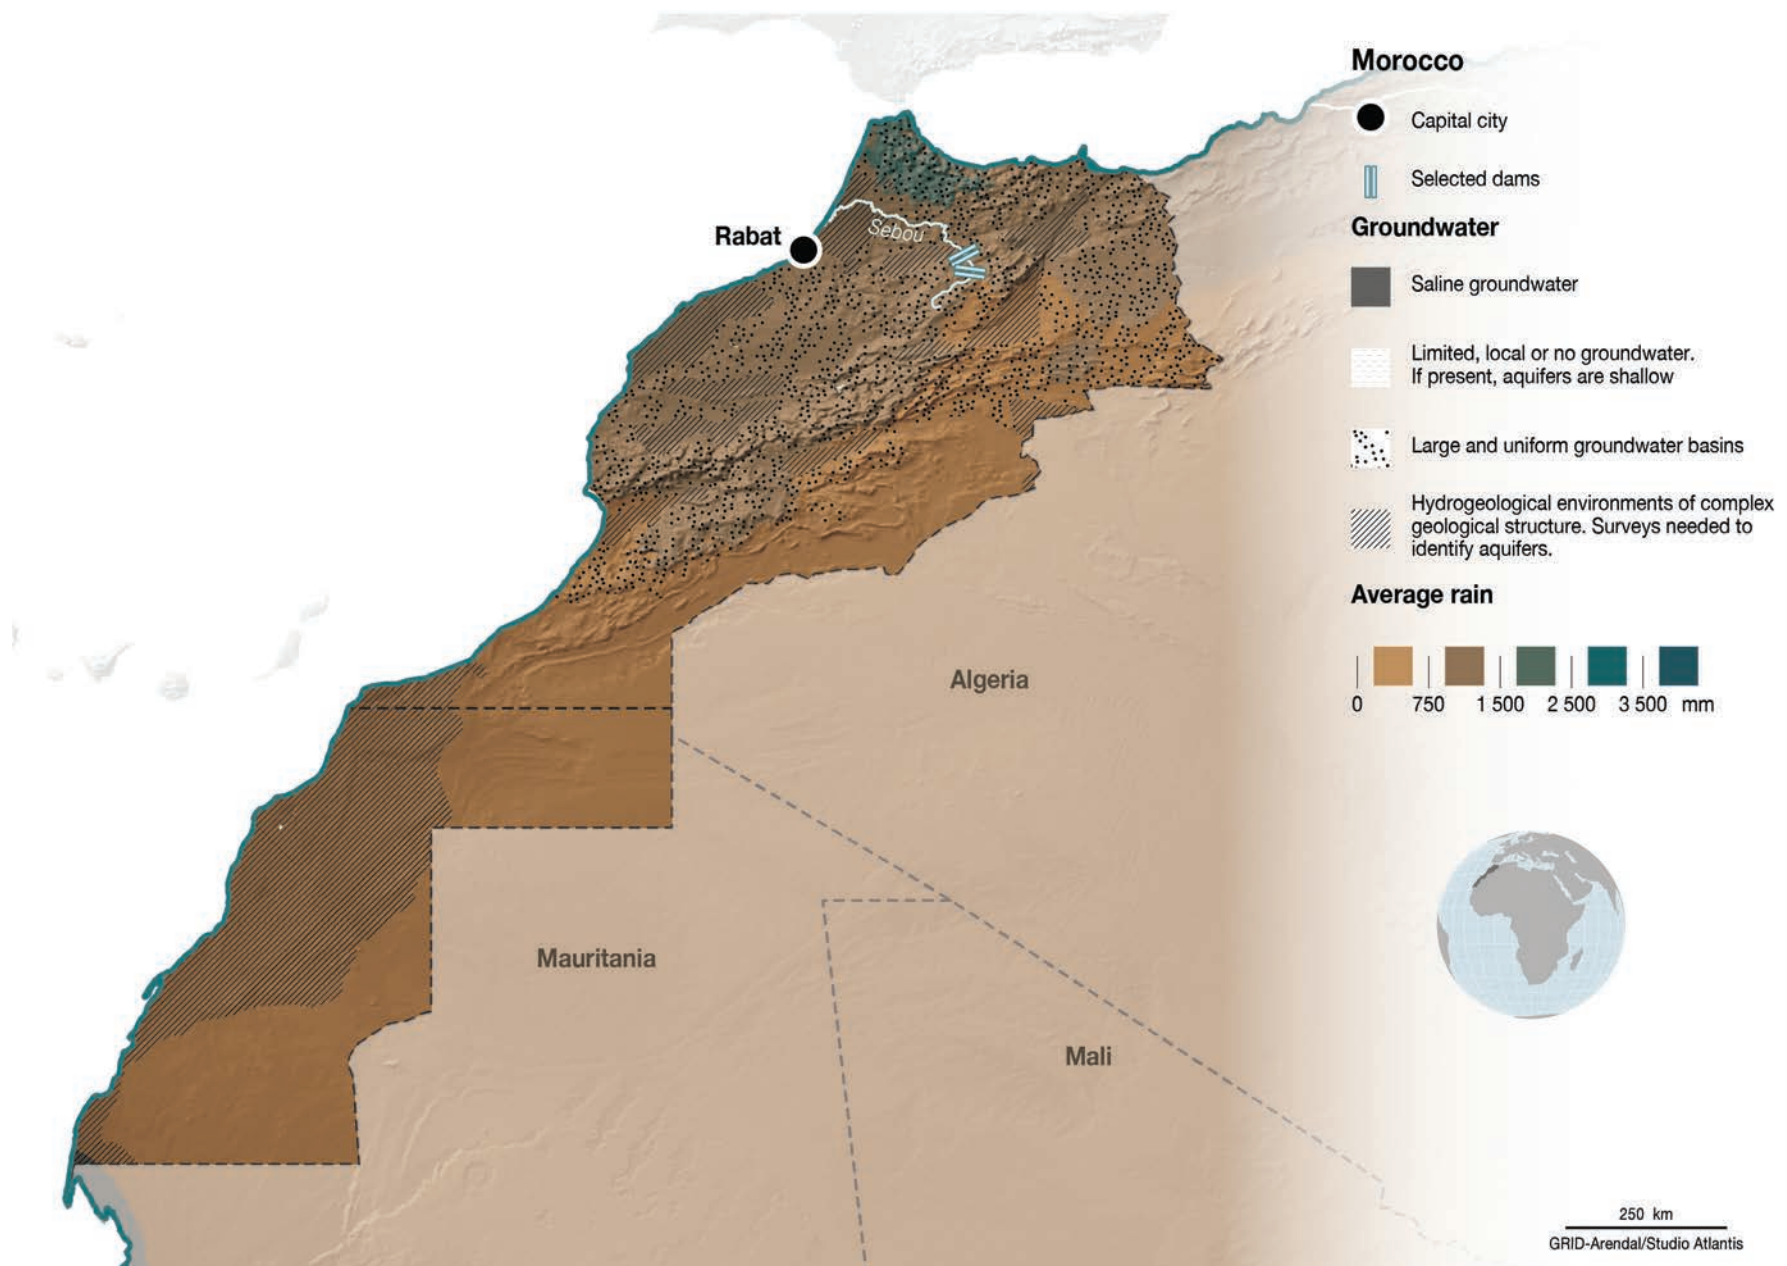 Morocco
Capital city
Selected dams
Groundwater
Saline groundwater
Limited, local or no groundwater.
If present, aquifers are shallow
Large and uniform groundwater basins
Hydrogeological environments of complex
geological structure. Surveys needed to
identify aquifers.
Average rain
0 750 1 500 2 500 3 500 mm
Rabat
Sebou
Algeria
Mauritania
Mali
250 km
GRID-Arendal/Studio Atlantis